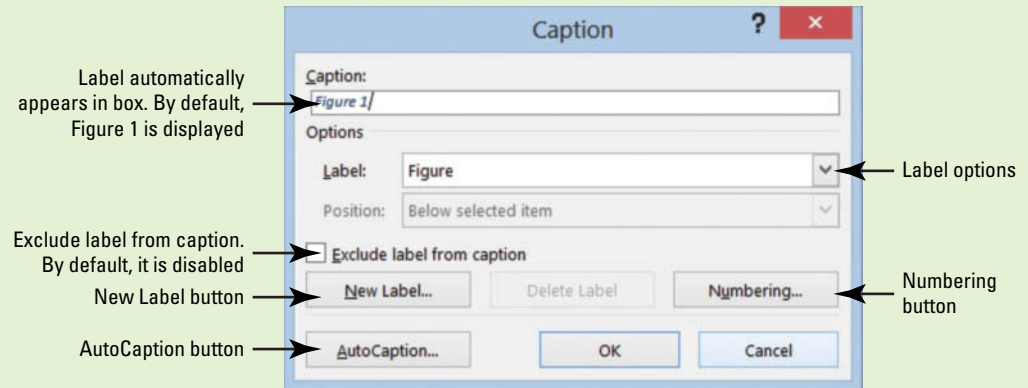 Caption
?
×
Label automatically
appears in box. By default,
Figure 1 is displayed
Caption:
Figure 1
Options
Label:
Figure
Label options
Position:
Below selected item
Exclude label from caption.
By default, it is disabled
Exclude label from caption
New Label button
New Label...
Delete Label
Numbering...
Numbering
button
AutoCaption button
AutoCaption...
OK
Cancel